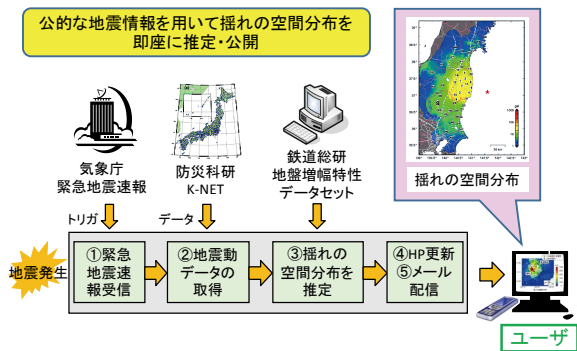 公的な地震情報を用いて揺れの空間分布を
即座に推定・公開
気象庁
緊急地震速報
防災科研
K-NET
鉄道総研
地盤増幅特性
データセット
揺れの空間分布
トリガ
データ
地震発生
①緊急
地震速
報受信
②地震動
データの
取得
③揺れの
空間分布を
推定
④HP更新
⑤メール
配信
ユーザ